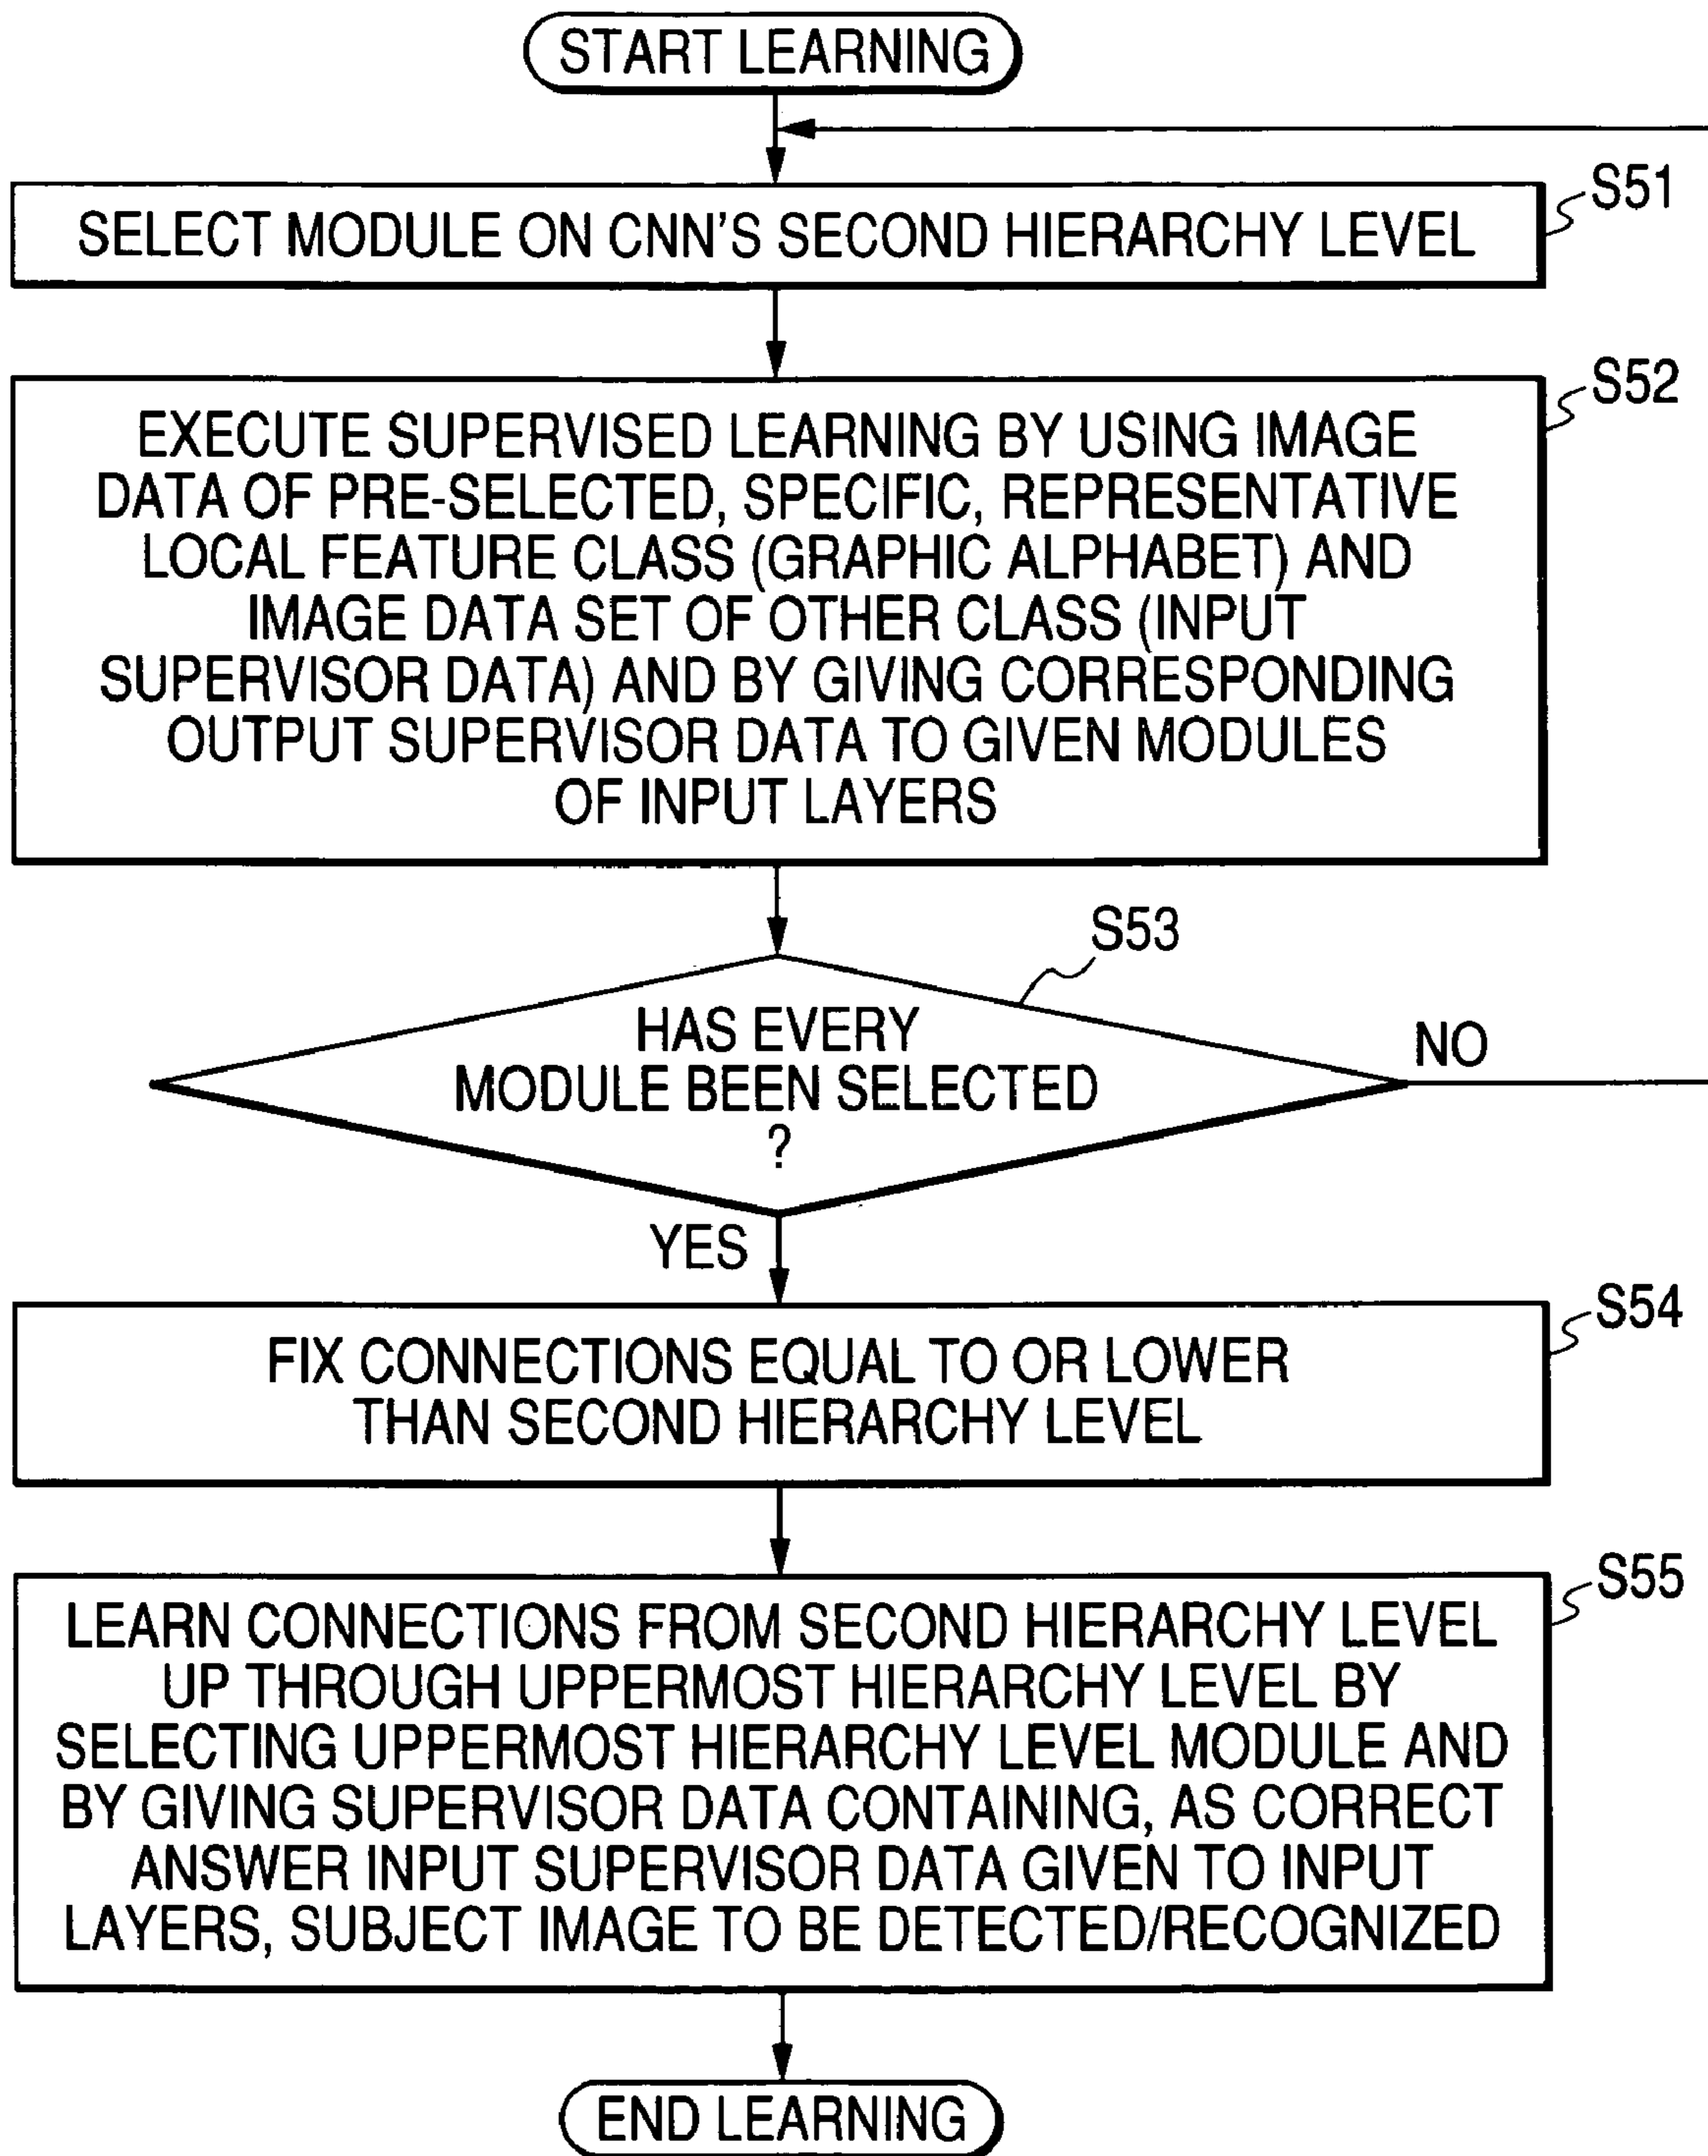 START LEARNING
S51
SELECT MODULE ON CNN'S SECOND HIERARCHY LEVEL
S52
EXECUTE SUPERVISED LEARNING BY USING IMAGE
DATA OF PRE-SELECTED, SPECIFIC, REPRESENTATIVE
LOCAL FEATURE CLASS (GRAPHIC ALPHABET) AND
IMAGE DATA SET OF OTHER CLASS (INPUT
SUPERVISOR DATA) AND BY GIVING CORRESPONDING
OUTPUT SUPERVISOR DATA TO GIVEN MODULES
OF INPUT LAYERS
S53
HAS EVERY
MODULE BEEN SELECTED
?
NO
YES
S54
FIX CONNECTIONS EQUAL TO OR LOWER
THAN SECOND HIERARCHY LEVEL
S55
LEARN CONNECTIONS FROM SECOND HIERARCHY LEVEL
UP THROUGH UPPERMOST HIERARCHY LEVEL BY
SELECTING UPPERMOST HIERARCHY LEVEL MODULE AND
BY GIVING SUPERVISOR DATA CONTAINING, AS CORRECT
ANSWER INPUT SUPERVISOR DATA GIVEN TO INPUT
LAYERS, SUBJECT IMAGE TO BE DETECTED/RECOGNIZED
END LEARNING